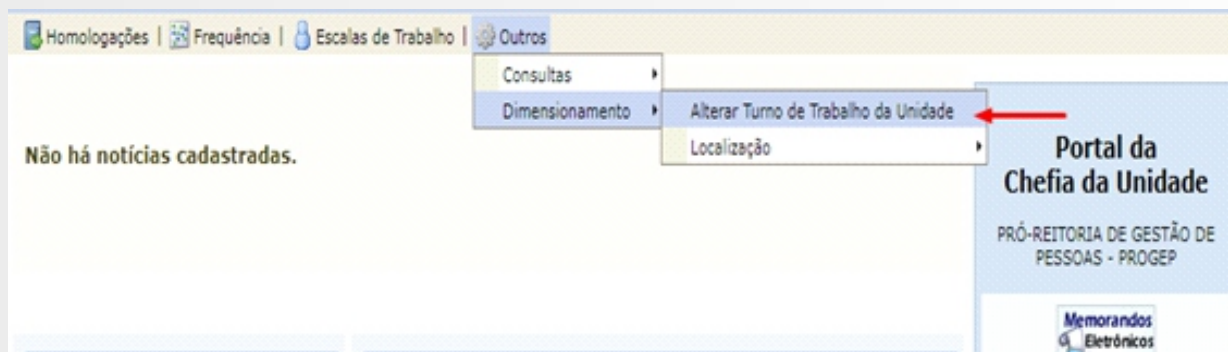 Homologações | Frequência | Escalas de Trabalho | Outros
Consultas
Dimensionamento
Alterar Turno de Trabalho da Unidade
Localização
Não há notícias cadastradas.
Portal da
Chefia da Unidade
PRÓ-REITORIA DE GESTÃO DE
PESSOAS - PROGEP
Memorandos
Eletrônicos